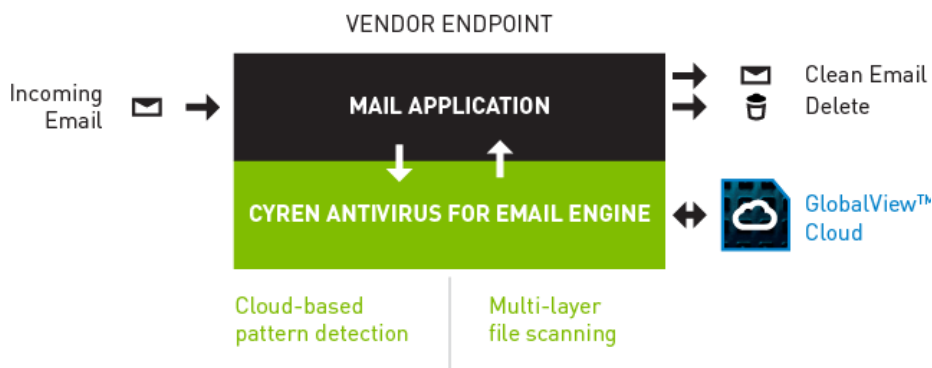 VENDOR ENDPOINT
Incoming
Email
MAIL APPLICATION
Clean Email
Delete
CYREN ANTIVIRUS FOR EMAIL ENGINE
GlobalView™
Cloud
Cloud-based
pattern detection
Multi-layer
file scanning